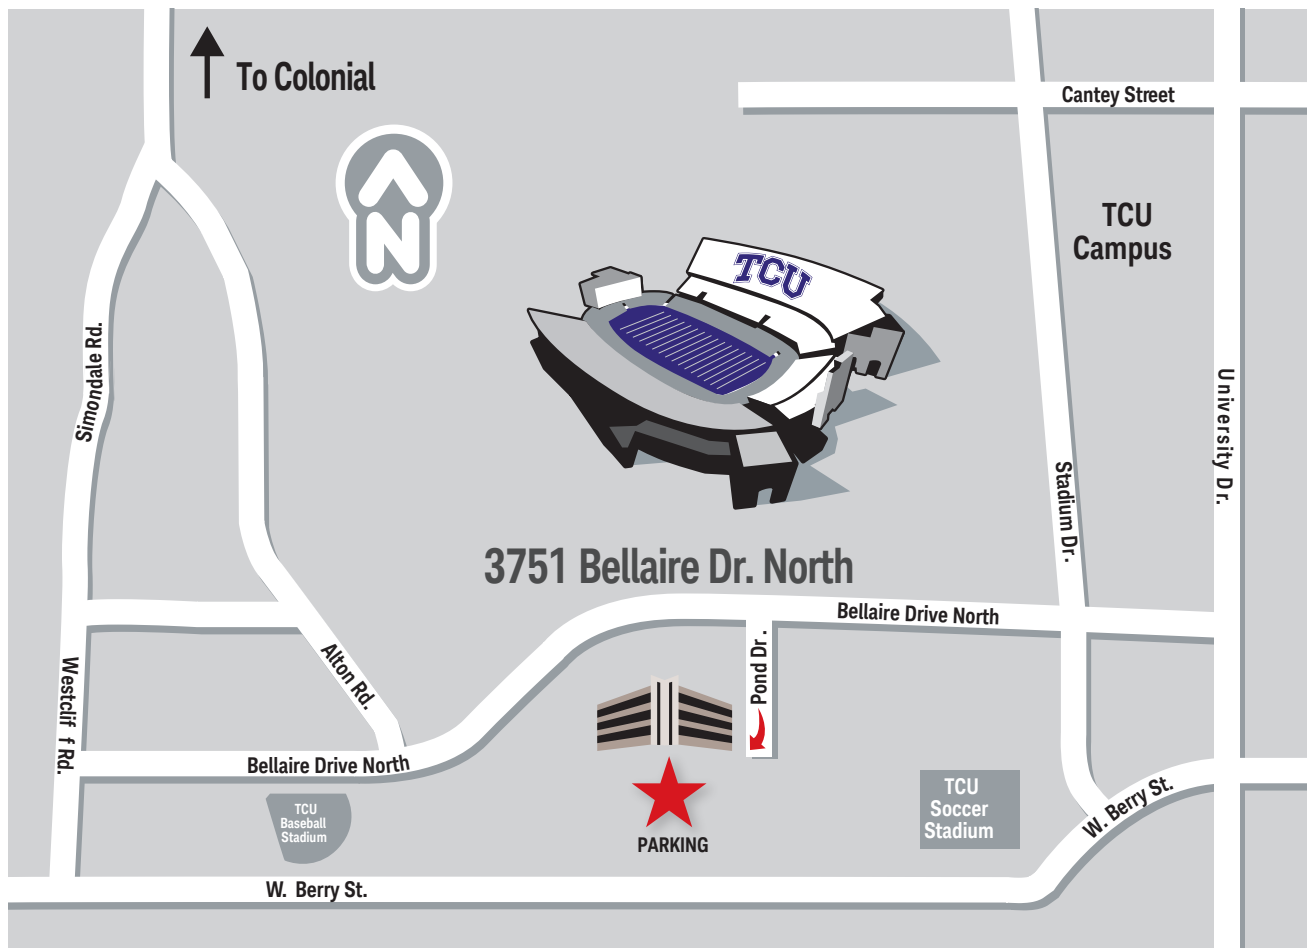 To Colonial
Cantey Street
N
TCU
Campus
TCU
Simondale Rd.
University Dr.
Stadium Dr.
3751 Bellaire Dr. North
Bellaire Drive North
Pond Dr.
Alton Rd.
Westcliff Rd.
Bellaire Drive North
TCU
Baseball
Stadium
TCU
Soccer
Stadium
W. Berry St.
PARKING
W. Berry St.